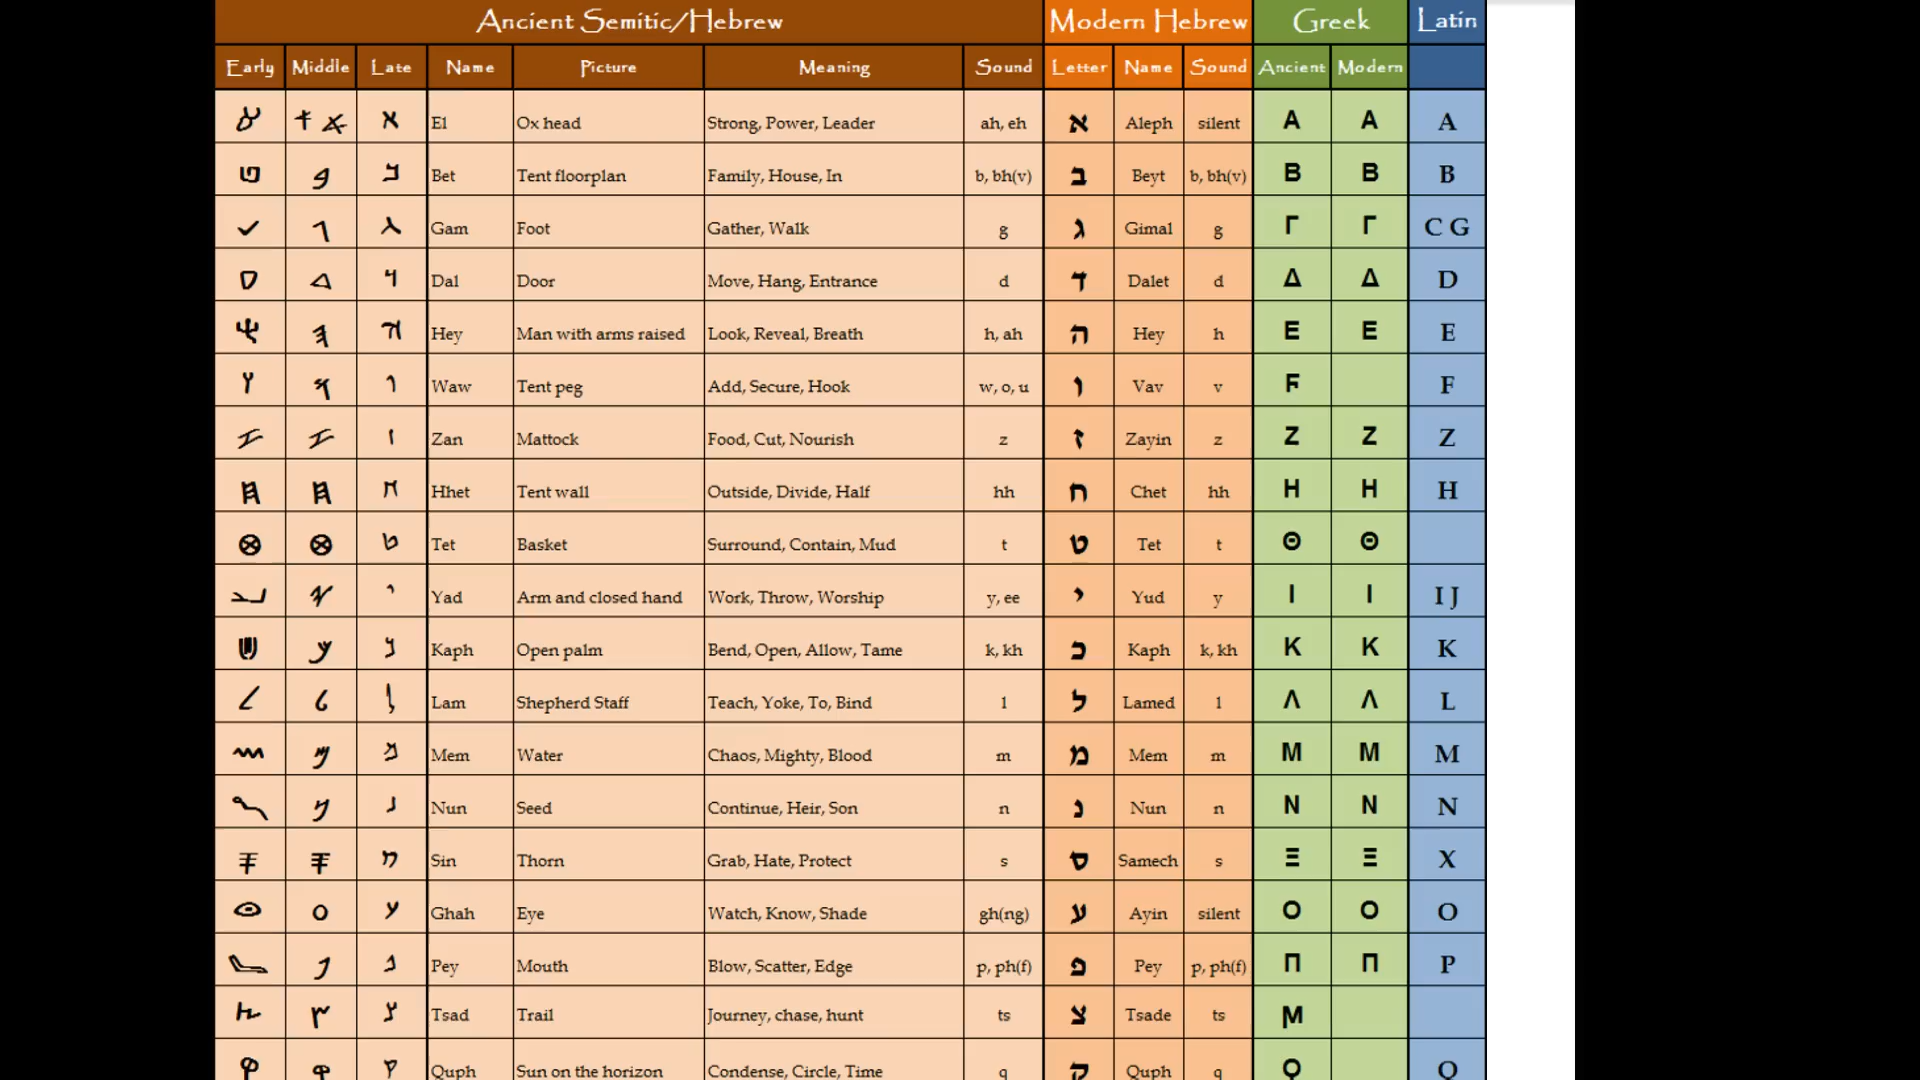 Ancient Semitic/Hebrew Modern Hebrew Greek Latin
Early Middle Late Name Picture Meaning Sound Letter Name Sound Ancient Modern
El Ox head Strong, Power, Leader ah, eh א Aleph silent Α Α A
Bet Tent floorplan Family, House, In b, bh(v) ב Beyt b, bh(v) Β Β B
Gam Foot Gather, Walk g ג Gimal g Γ Γ C G
Dal Door Move, Hang, Entrance d ד Dalet d Δ Δ D
Hey Man with arms raised Look, Reveal, Breath h, ah ה Hey h Ε Ε E
Waw Tent peg Add, Secure, Hook w, o, u ו Vav v F F
Zan Mattock Food, Cut, Nourish z ז Zayin z Ζ Ζ Z
Hhet Tent wall Outside, Divide, Half hh ח Chet hh Η Η H
Tet Basket Surround, Contain, Mud t ט Tet t Θ Θ
Yad Arm and closed hand Work, Throw, Worship y, ee י Yud y Ι Ι I J
Kaph Open palm Bend, Open, Allow, Tame k, kh כ Kaph k, kh Κ Κ K
Lam Shepherd Staff Teach, Yoke, To, Bind l ל Lamed l Λ Λ L
Mem Water Chaos, Mighty, Blood m מ Mem m Μ Μ M
Nun Seed Continue, Heir, Son n נ Nun n Ν Ν N
Sin Thorn Grab, Hate, Protect s ס Samech s Ξ Ξ X
Ghah Eye Watch, Know, Shade gh(ng) ע Ayin silent Ο Ο O
Pey Mouth Blow, Scatter, Edge p, ph(f) פ Pey p, ph(f) Π Π P
Tsad Trail Journey, chase, hunt ts צ Tsade ts Ϻ
Quph Sun on the horizon Condense, Circle, Time q ק Quph q Ϙ Q